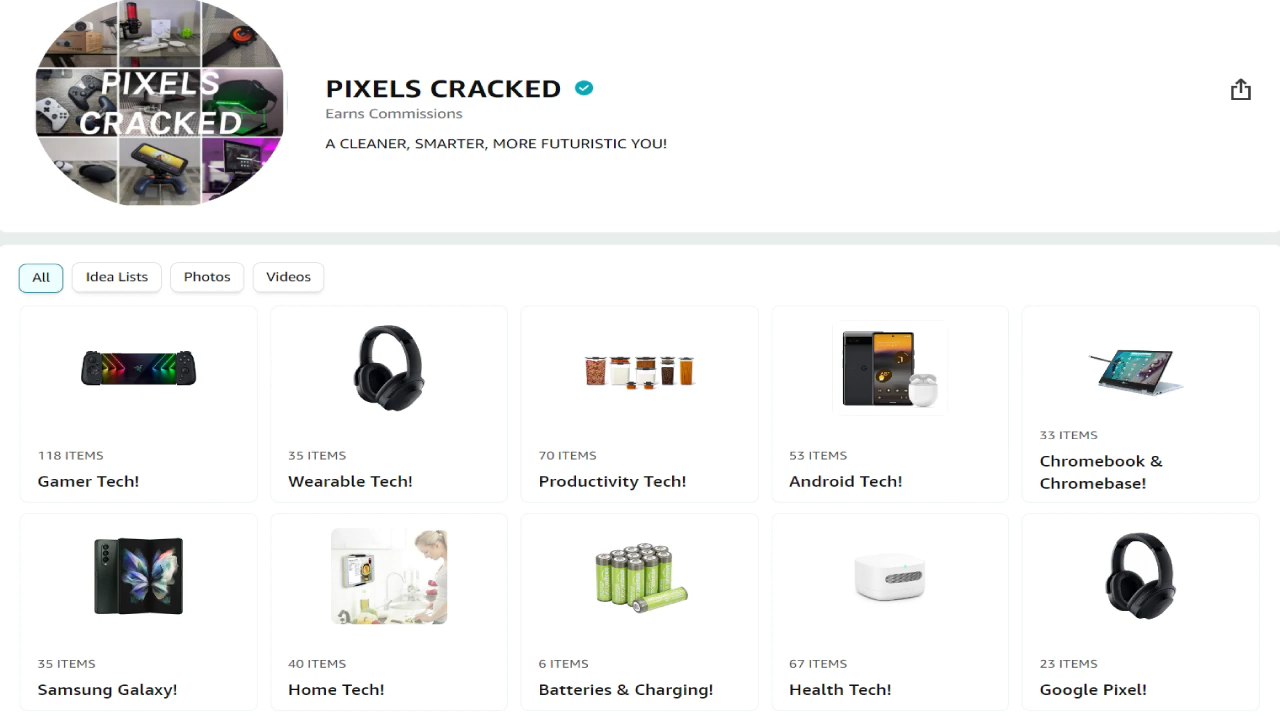 PIXELS
CRACKED
PIXELS CRACKED
Earns Commissions
A CLEANER, SMARTER, MORE FUTURISTIC YOU!
All
Idea Lists
Photos
Videos
118 ITEMS
Gamer Tech!
35 ITEMS
Wearable Tech!
70 ITEMS
Productivity Tech!
53 ITEMS
Android Tech!
33 ITEMS
Chromebook &
Chromebase!
35 ITEMS
Samsung Galaxy!
40 ITEMS
Home Tech!
6 ITEMS
Batteries & Charging!
67 ITEMS
Health Tech!
23 ITEMS
Google Pixel!